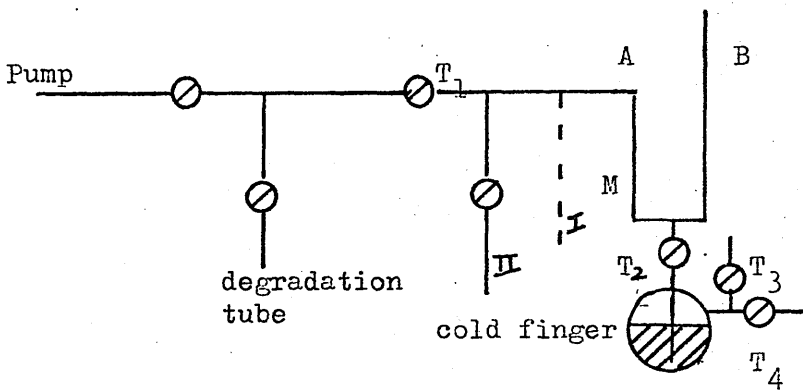 Pump
T1
A
B
M
I
II
degradation
tube
T2
T3
cold finger
T4